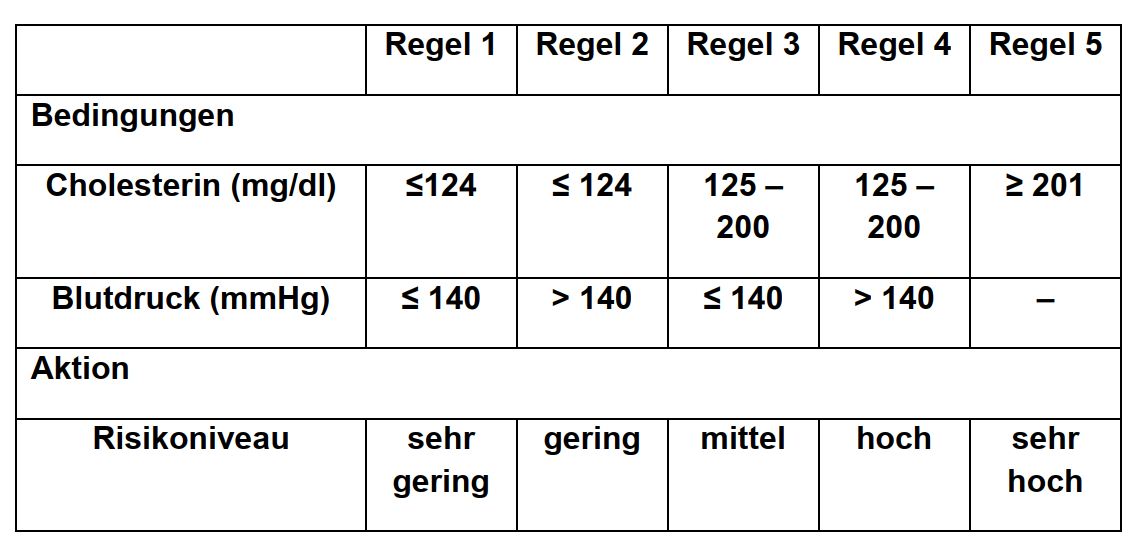 Regel 1 Regel 2 Regel 3 Regel 4 Regel 5
Bedingungen
Cholesterin (mg/dl) ≤124 ≤ 124 125 – 200 125 – 200 ≥ 201
Blutdruck (mmHg) ≤ 140 > 140 ≤ 140 > 140 –
Aktion
Risikoniveau sehr gering gering mittel hoch sehr hoch